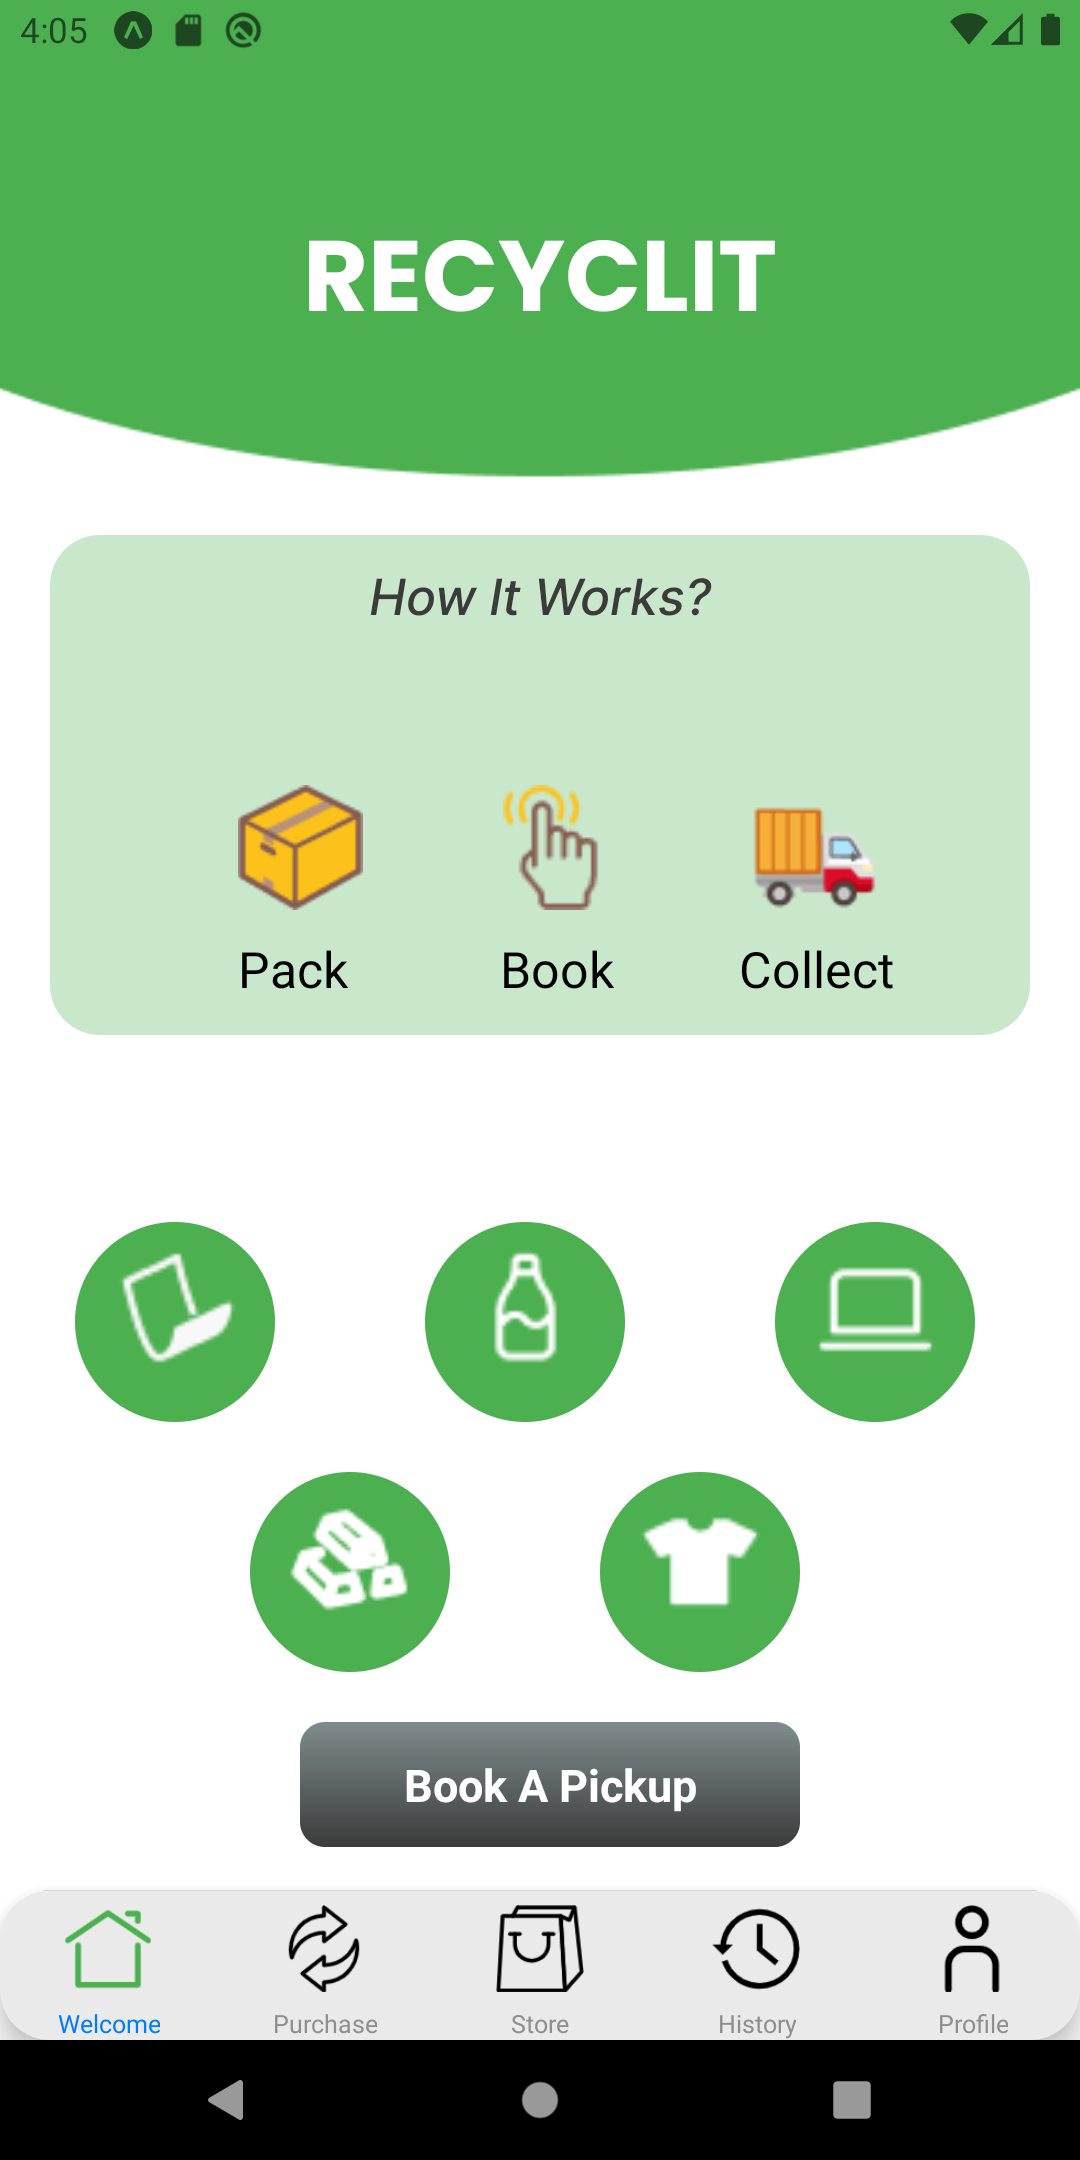 4:05
RECYCLIT
How It Works?
Pack Book Collect
Book A Pickup
Welcome Purchase Store History Profile